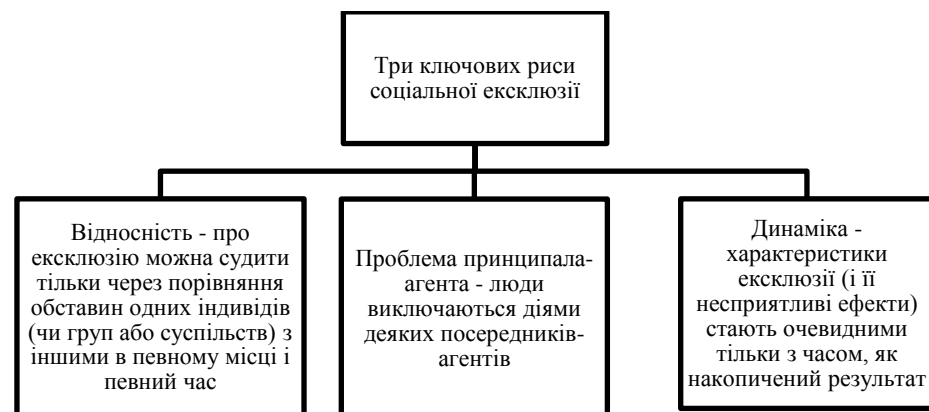 Три ключових риси
соціальної ексклюзії
Відносність - про
ексклюзію можна судити
тільки через порівняння
обставин одних індивідів
(чи груп або суспільств) з
іншими в певному місці і
певний час
Проблема принципала-
агента - люди
виключаються діями
деяких посередників-
агентів
Динаміка -
характеристики
ексклюзії (і її
несприятливі ефекти)
стають очевидними
тільки з часом, як
накопичений результат